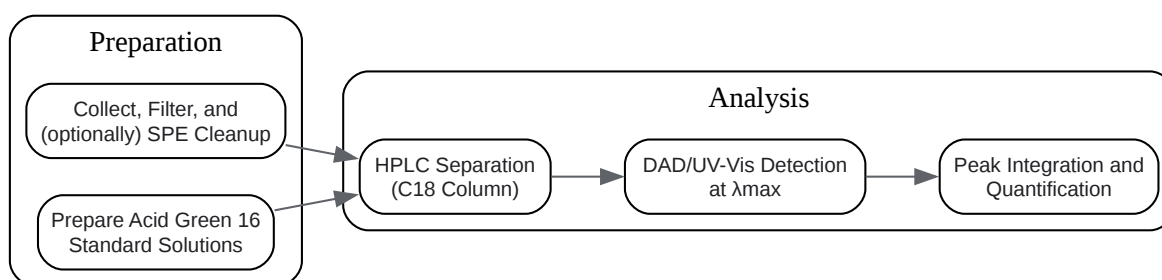 Preparation
Collect, Filter, and
(optionally) SPE Cleanup
Prepare Acid Green 16
Standard Solutions
Analysis
HPLC Separation
(C18 Column)
DAD/UV-Vis Detection
at λmax
Peak Integration and
Quantification